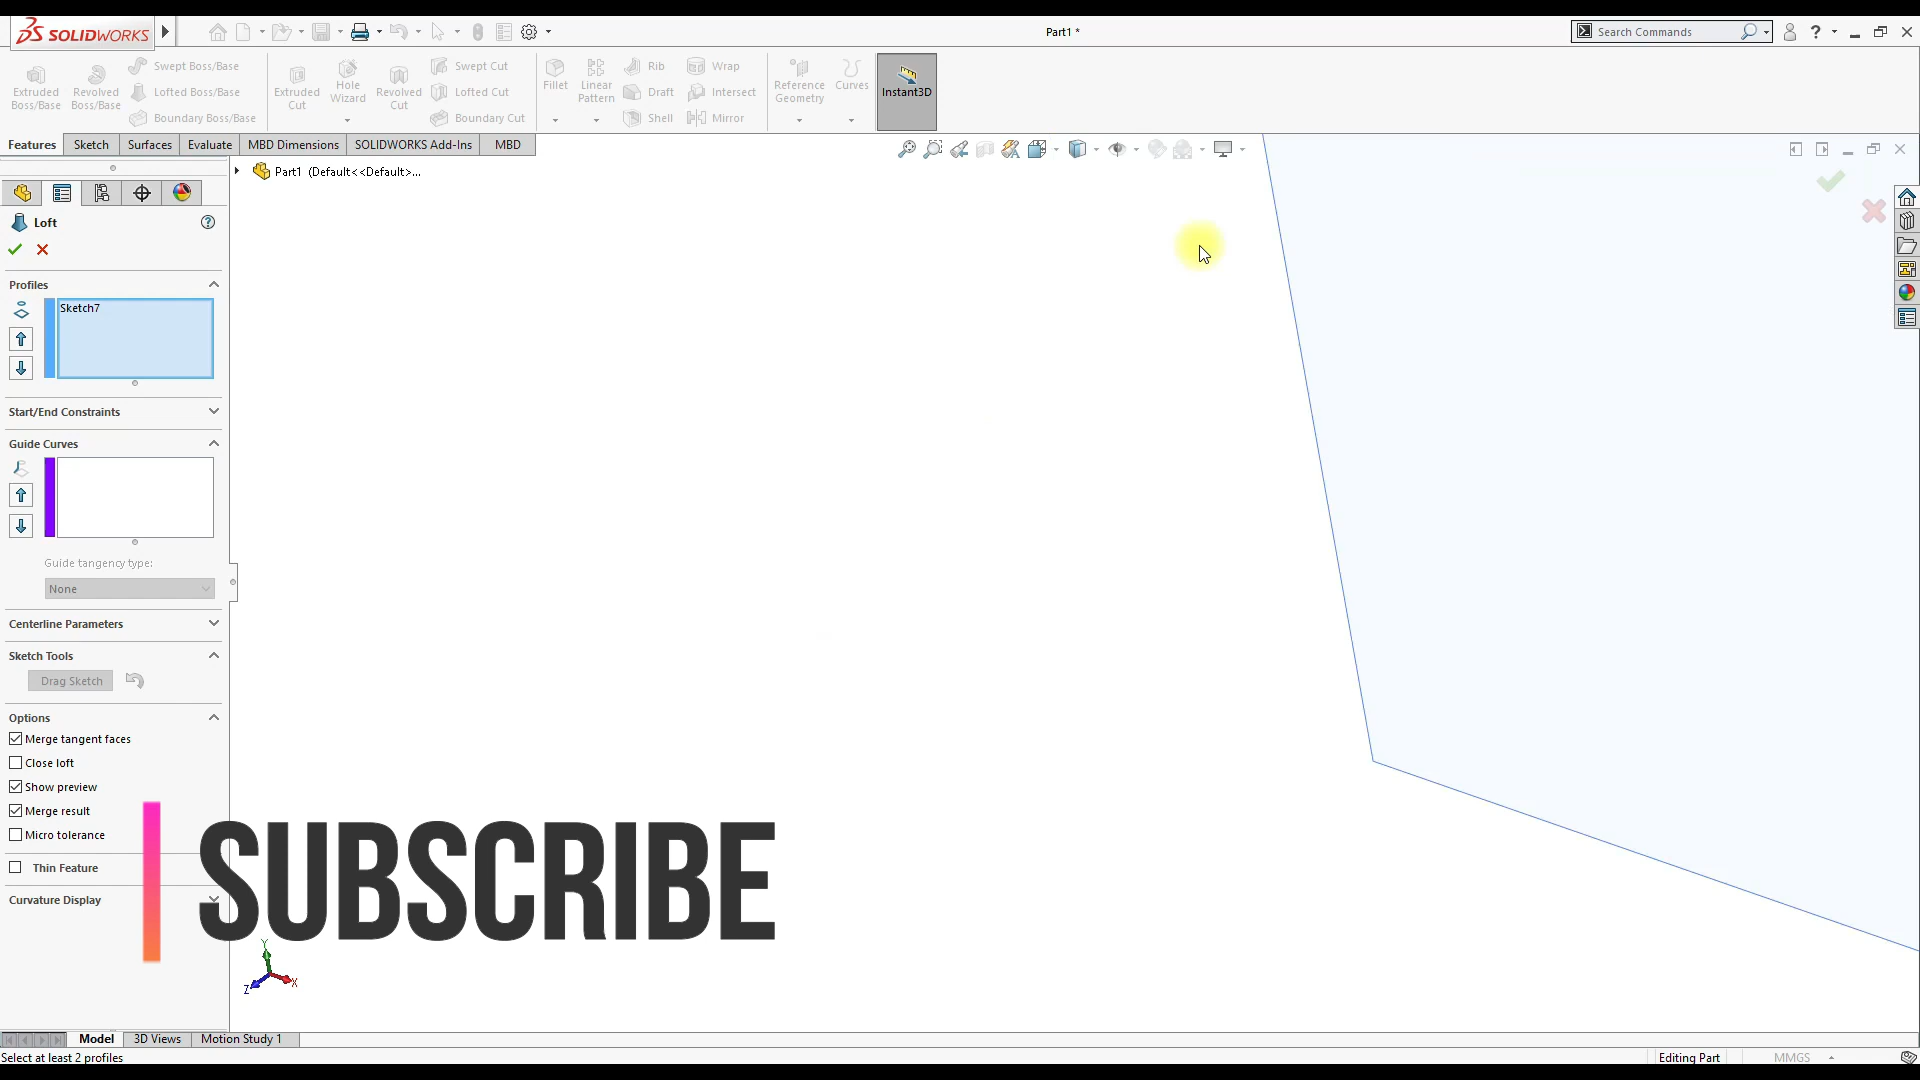 SOLIDWORKS
Part1 *
Search Commands
?
Extruded Boss/Base
Revolved Boss/Base
Swept Boss/Base
Lofted Boss/Base
Boundary Boss/Base
Extruded Cut
Hole Wizard
Revolved Cut
Swept Cut
Lofted Cut
Boundary Cut
Fillet
Linear Pattern
Rib
Draft
Shell
Wrap
Intersect
Mirror
Reference Geometry
Curves
Instant3D
Features
Sketch
Surfaces
Evaluate
MBD Dimensions
SOLIDWORKS Add-Ins
MBD
Part1 (Default<<Default>...
Loft
?
Profiles
Sketch7
Start/End Constraints
Guide Curves
Guide tangency type:
None
Centerline Parameters
Sketch Tools
Drag Sketch
Options
Merge tangent faces
Close loft
Show preview
Merge result
Micro tolerance
Thin Feature
Curvature Display
SUBSCRIBE
Y
Z
X
Model
3D Views
Motion Study 1
Select at least 2 profiles
Editing Part
MMGS